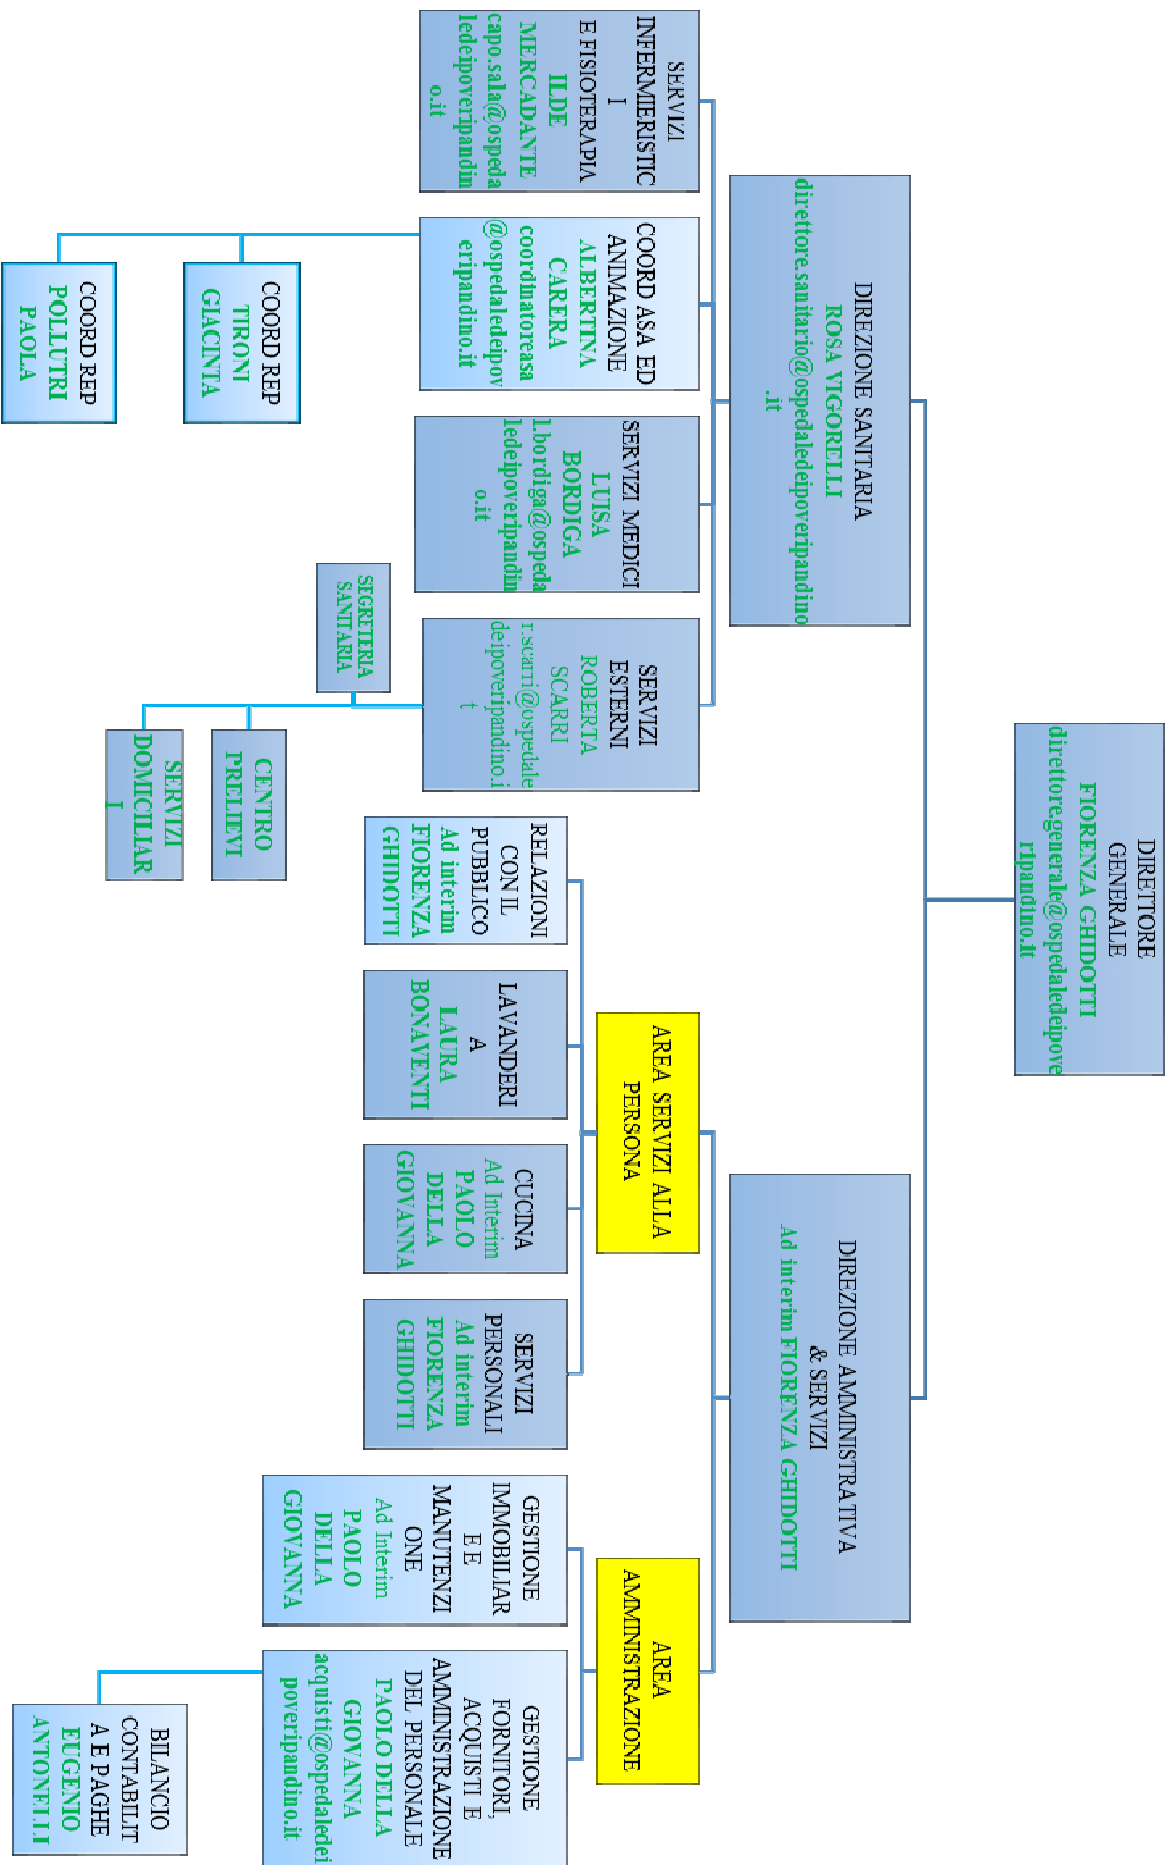 DIRETTORE
GENERALE
FIORENZA GHIDOTTI
direttore.generale@ospedaledeipove
ripandino.it
DIREZIONE SANITARIA
ROSA VIGORELLI
direttore.sanitario@ospedaledeipoveripandino
.it
DIREZIONE AMMINISTRATIVA
& SERVIZI
Ad interim FIORENZA GHIDOTTI
SERVIZI
INFERMIERISTIC
I
E FISIOTERAPIA
ILDE
MERCADANTE
capo.sala@ospeda
ledeipoveripandin
o.it
COORD ASA ED
ANIMAZIONE
ALBERTINA
CARERA
coordinatoreasa
@ospedaledeipov
eripandino.it
SERVIZI MEDICI
LUISA
BORDIGA
l.bordiga@ospeda
ledeipoveripandin
o.it
SERVIZI
ESTERNI
ROBERTA
SCARRI
r.scarri@ospedale
deipoveripandino.i
t
AREA SERVIZI ALLA
PERSONA
AREA
AMMINISTRAZIONE
RELAZIONI
CON IL
PUBBLICO
Ad interim
FIORENZA
GHIDOTTI
LAVANDERI
A
LAURA
BONAVENTI
CUCINA
Ad Interim
PAOLO
DELLA
GIOVANNA
SERVIZI
PERSONALI
Ad interim
FIORENZA
GHIDOTTI
GESTIONE
IMMOBILIAR
E E
MANUTENZI
ONE
Ad Interim
PAOLO
DELLA
GIOVANNA
GESTIONE
FORNITORI,
ACQUISTI E
AMMINISTRAZIONE
DEL PERSONALE
PAOLO DELLA
GIOVANNA
acquisti@ospedaledei
poveripandino.it
SEGRETERIA
SANITARIA
COORD REP
TIRONI
GIACINTA
COORD REP
POLLUTRI
PAOLA
CENTRO
PRELIEVI
SERVIZI
DOMICILIAR
I
BILANCIO
CONTABILIT
A E PAGHE
EUGENIO
ANTONELLI